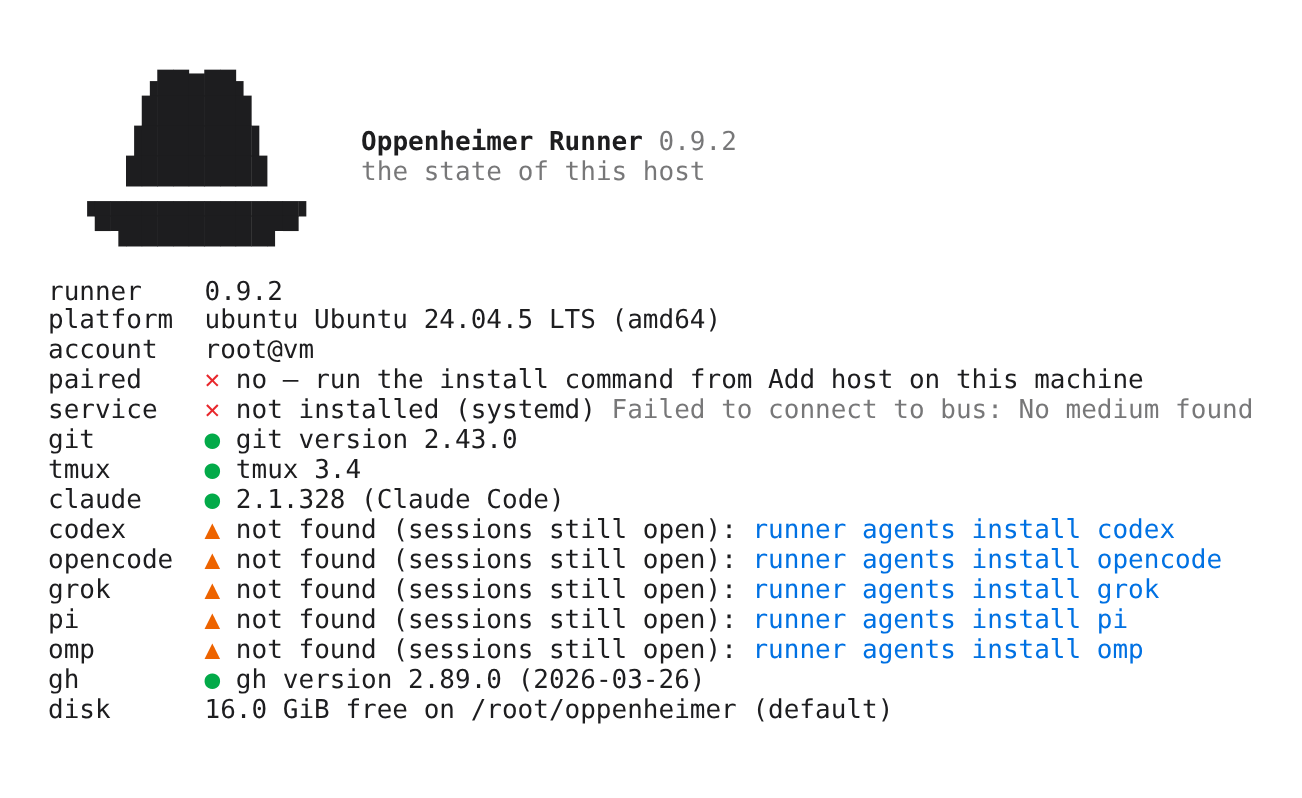 Oppenheimer Runner 0.9.2
the state of this host
runner 0.9.2
platform ubuntu Ubuntu 24.04.5 LTS (amd64)
account root@vm
paired × no — run the install command from Add host on this machine
service × not installed (systemd) Failed to connect to bus: No medium found
git ● git version 2.43.0
tmux ● tmux 3.4
claude ● 2.1.328 (Claude Code)
codex ▲ not found (sessions still open): runner agents install codex
opencode ▲ not found (sessions still open): runner agents install opencode
grok ▲ not found (sessions still open): runner agents install grok
pi ▲ not found (sessions still open): runner agents install pi
omp ▲ not found (sessions still open): runner agents install omp
gh ● gh version 2.89.0 (2026-03-26)
disk 16.0 GiB free on /root/oppenheimer (default)